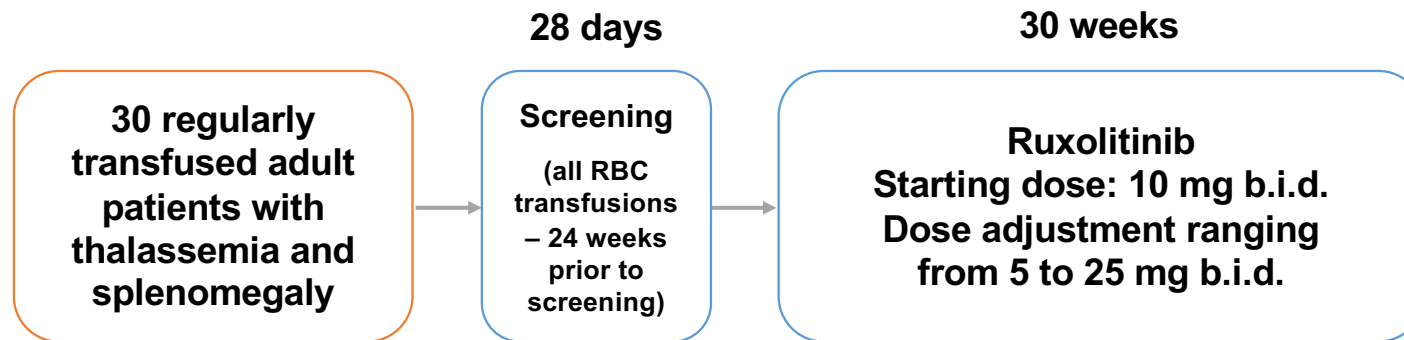 28 days
30 weeks
30 regularly
transfused adult
patients with
thalassemia and
splenomegaly
Screening
(all RBC
transfusions
– 24 weeks
prior to
screening)
Ruxolitinib
Starting dose: 10 mg b.i.d.
Dose adjustment ranging
from 5 to 25 mg b.i.d.